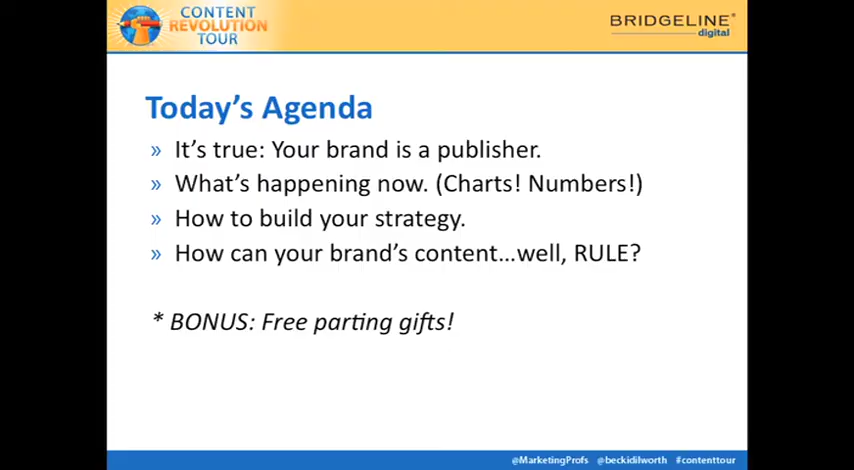 CONTENT
REVOLUTION
TOUR
BRIDGELINE®
digital
Today's Agenda
» It's true: Your brand is a publisher.
» What's happening now. (Charts! Numbers!)
» How to build your strategy.
» How can your brand's content...well, RULE?
* BONUS: Free parting gifts!
@MarketingProfs @beckidilworth #contenttour